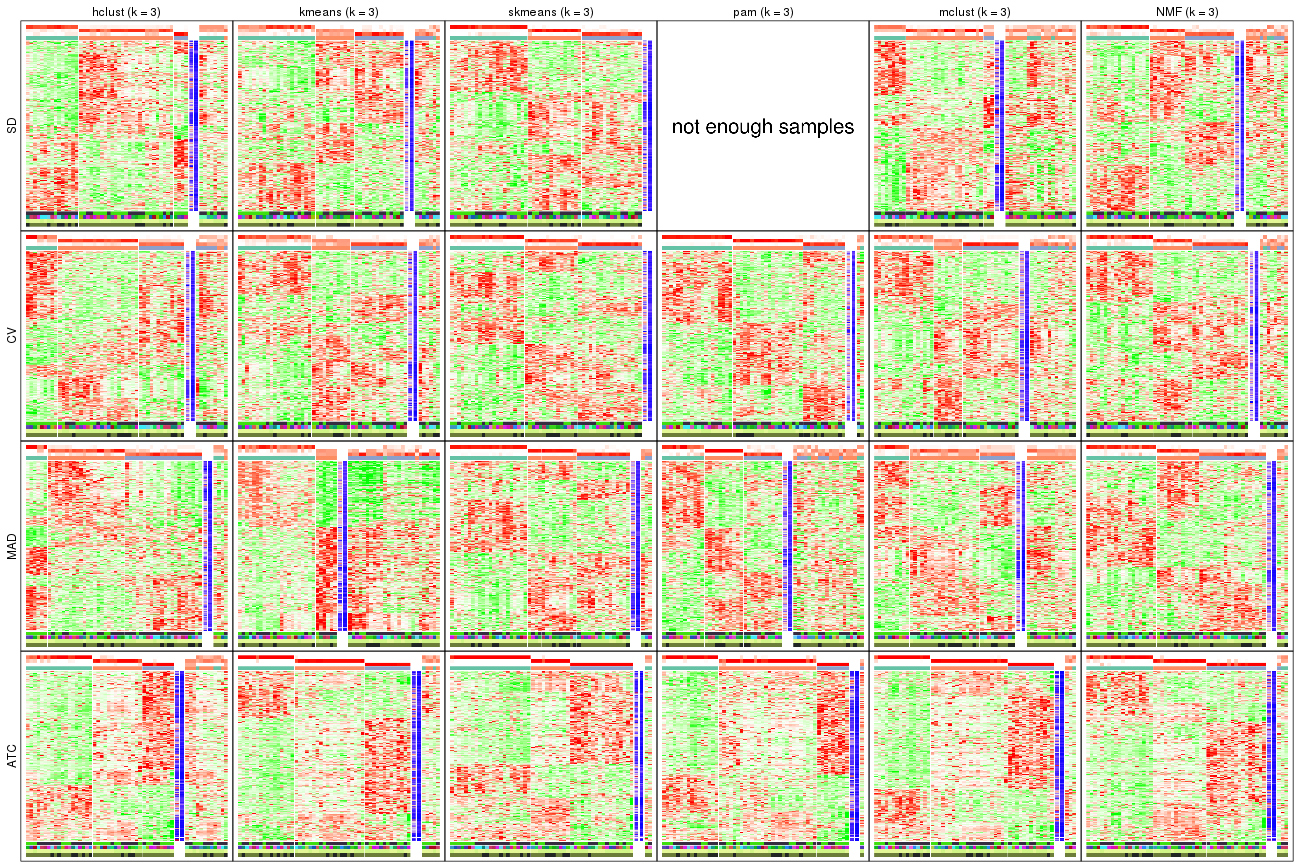 hclust (k = 3)
kmeans (k = 3)
skmeans (k = 3)
pam (k = 3)
mclust (k = 3)
NMF (k = 3)
SD
not enough samples
CV
MAD
ATC